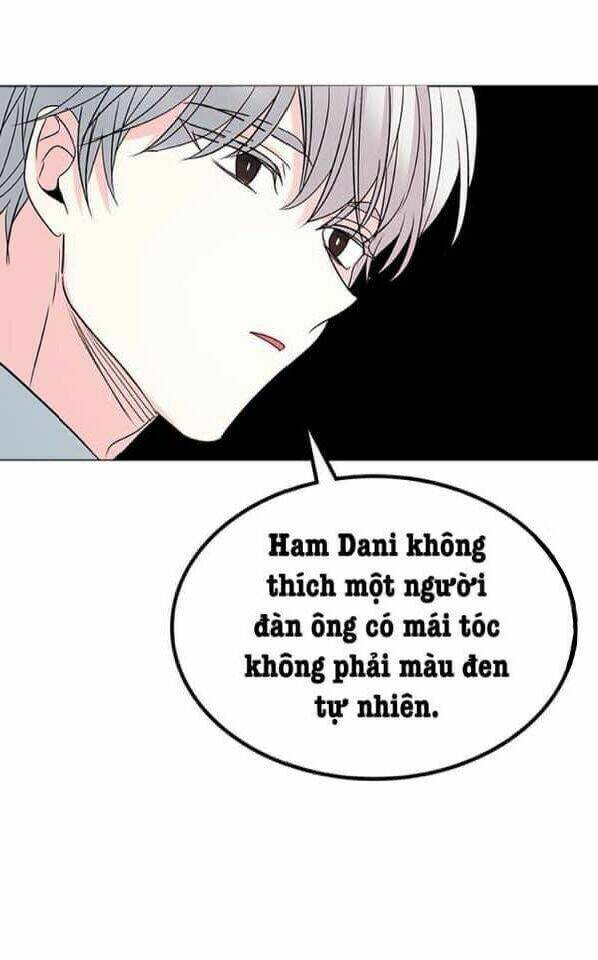 Ham Dani không
thích một người
đàn ông có mái tóc
không phải màu đen
tự nhiên.